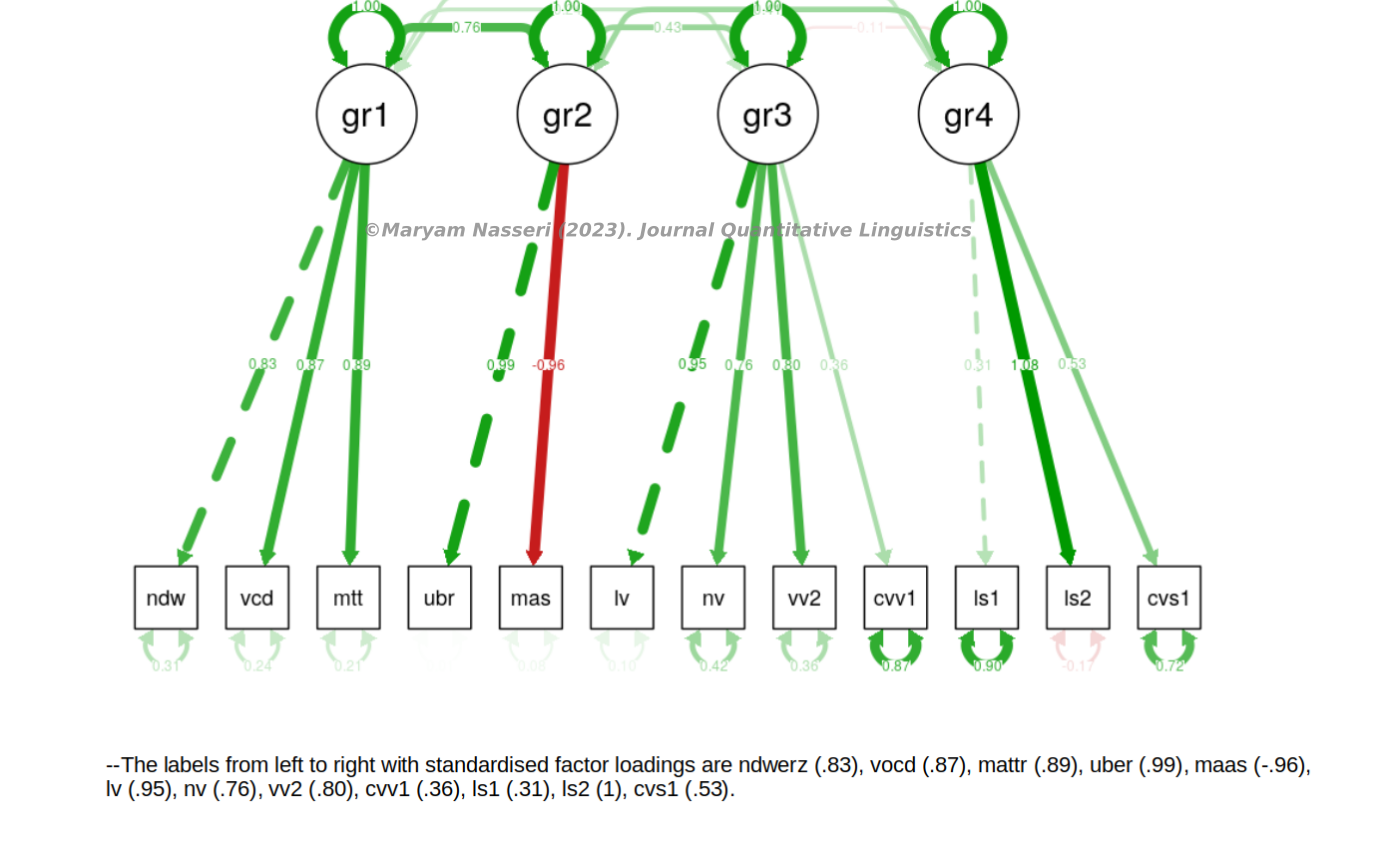 1.00 1.00 1.00 1.00
0.76 0.43 0.11
gr1 gr2 gr3 gr4
©Maryam Nasseri (2023). Journal Quantitative Linguistics
0.83 0.87 0.89 0.99 -0.96 0.95 0.76 0.80 0.36 0.31 1.08 0.53
ndw vcd mtt ubr mas lv nv vv2 cvv1 ls1 ls2 cvs1
0.31 0.24 0.21 0.08 0.10 0.42 0.36 0.87 0.90 -0.17 0.72
--The labels from left to right with standardised factor loadings are ndwerz (.83), vocd (.87), mattr (.89), uber (.99), maas (-.96),
lv (.95), nv (.76), vv2 (.80), cvv1 (.36), ls1 (.31), ls2 (1), cvs1 (.53).